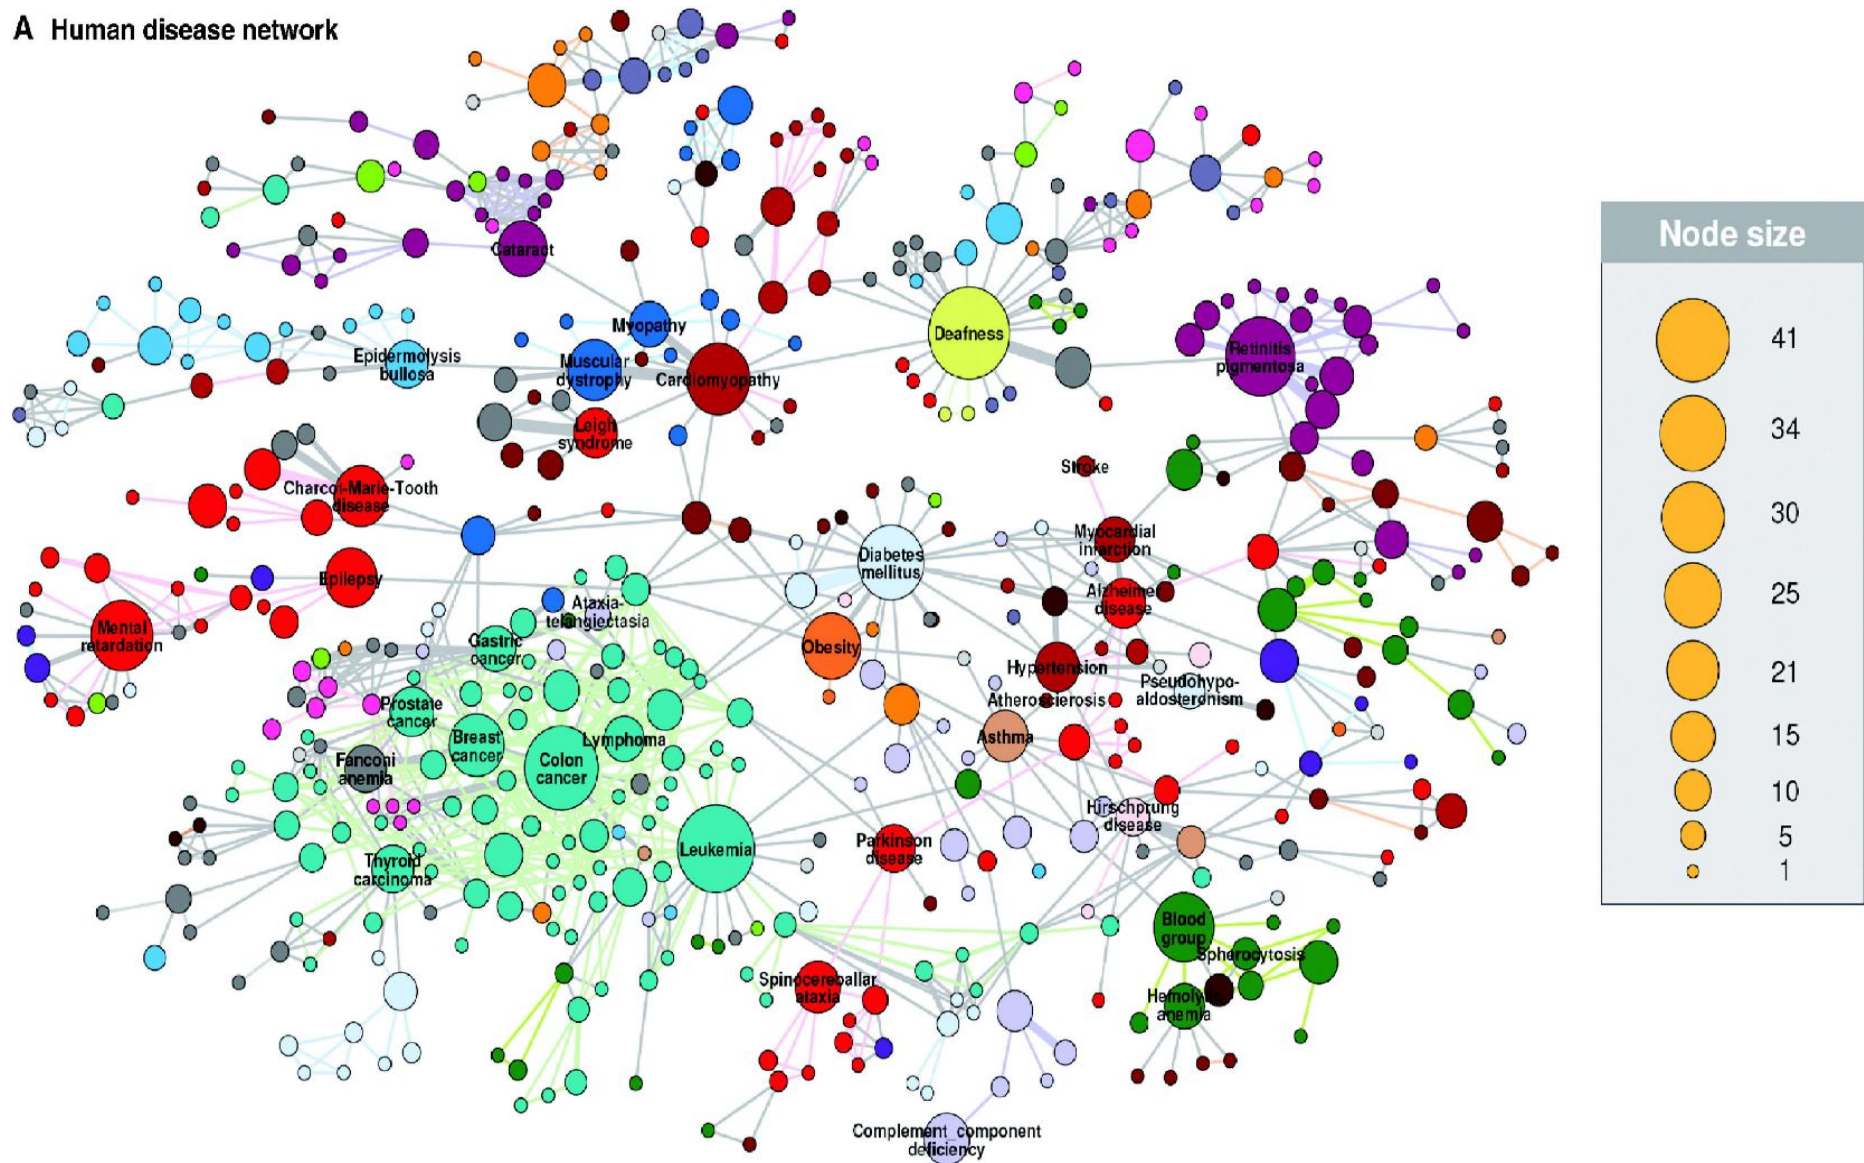 A Human disease network
Cataract
Myopathy
Epidermolysis
bullosa
Muscular
dystrophy
Cardiomyopathy
Leigh
syndrome
Deafness
Retinitis
pigmentosa
Charcot-Marie-Tooth
disease
Stroke
Myocardial
infarction
Diabetes
mellitus
Epilepsy
Alzheimer
disease
Ataxia-
telangiectasia
Mental
retardation
Gastric
cancer
Obesity
Hypertension
Pseudohypo-
aldosteronism
Atherosclerosis
Prostate
cancer
Breast
cancer
Lymphoma
Asthma
Fanconi
anemia
Colon
cancer
Hirschprung
disease
Parkinson
disease
Leukemia
Thyroid
carcinoma
Blood
group
Spherocytosis
Spinocereballar
ataxia
Hemolytic
anemia
Complement_component
deficiency
Node size
41
34
30
25
21
15
10
5
1